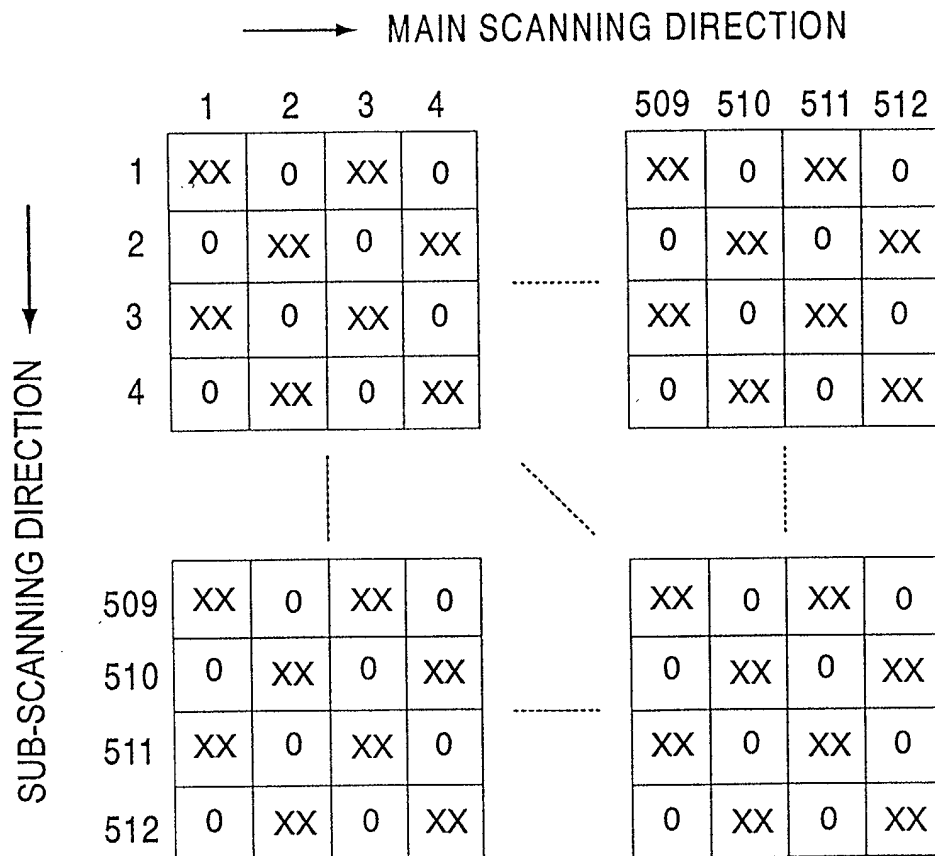 MAIN SCANNING DIRECTION
1 2 3 4 509 510 511 512
1 XX 0 XX 0 XX 0 XX 0
2 0 XX 0 XX 0 XX 0 XX
3 XX 0 XX 0 XX 0 XX 0
4 0 XX 0 XX 0 XX 0 XX
SUB-SCANNING DIRECTION
509 XX 0 XX 0 XX 0 XX 0
510 0 XX 0 XX 0 XX 0 XX
511 XX 0 XX 0 XX 0 XX 0
512 0 XX 0 XX 0 XX 0 XX